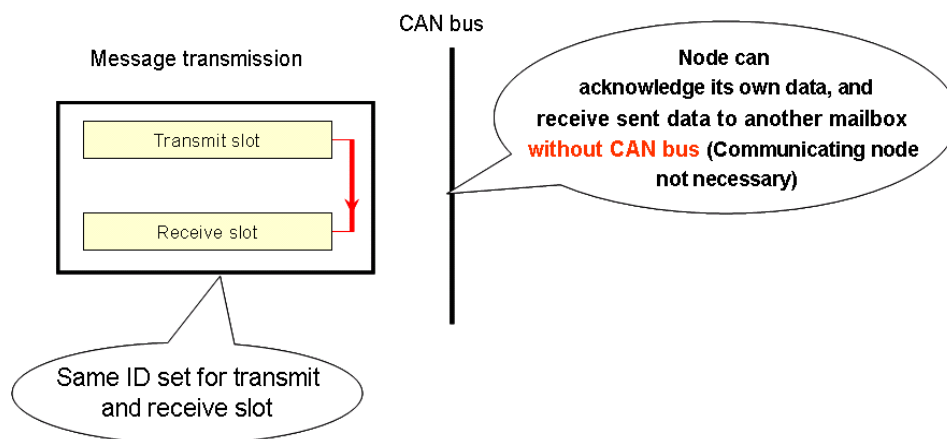 CAN bus
Message transmission
Node can
acknowledge its own data, and
receive sent data to another mailbox
without CAN bus (Communicating node
not necessary)
Transmit slot
Receive slot
Same ID set for transmit
and receive slot